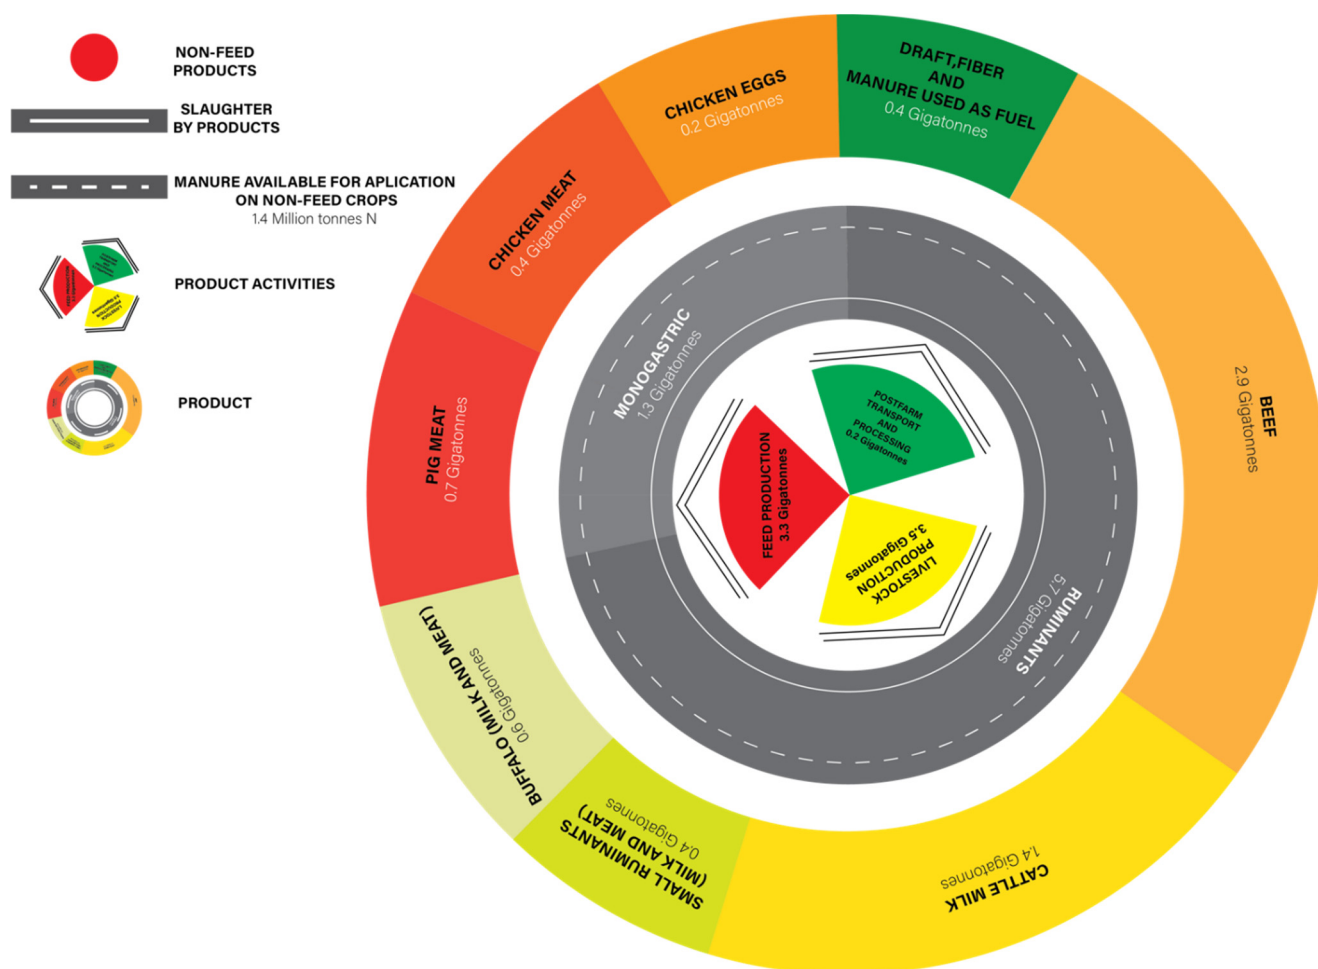 NON-FEED
PRODUCTS
SLAUGHTER
BY PRODUCTS
MANURE AVAILABLE FOR APLICATION
ON NON-FEED CROPS
1.4 Million tonnes N
PRODUCT ACTIVITIES
PRODUCT
DRAFT,FIBER
AND
MANURE USED AS FUEL
0.4 Gigatonnes
BEEF
2.9 Gigatonnes
CATTLE MILK
1.4 Gigatonnes
SMALL RUMINANTS
(MILK AND MEAT)
0.4 Gigatonnes
BUFFALO (MILK AND MEAT)
0.6 Gigatonnes
PIG MEAT
0.7 Gigatonnes
CHICKEN MEAT
0.4 Gigatonnes
CHICKEN EGGS
0.2 Gigatonnes
MONOGASTRIC
1.3 Gigatonnes
RUMINANTS
5.7 Gigatonnes
POSTFARM
TRANSPORT
AND
PROCESSING
0.2 Gigatonnes
LIVESTOCK
PRODUCTION
3.5 Gigatonnes
FEED PRODUCTION
3.3 Gigatonnes